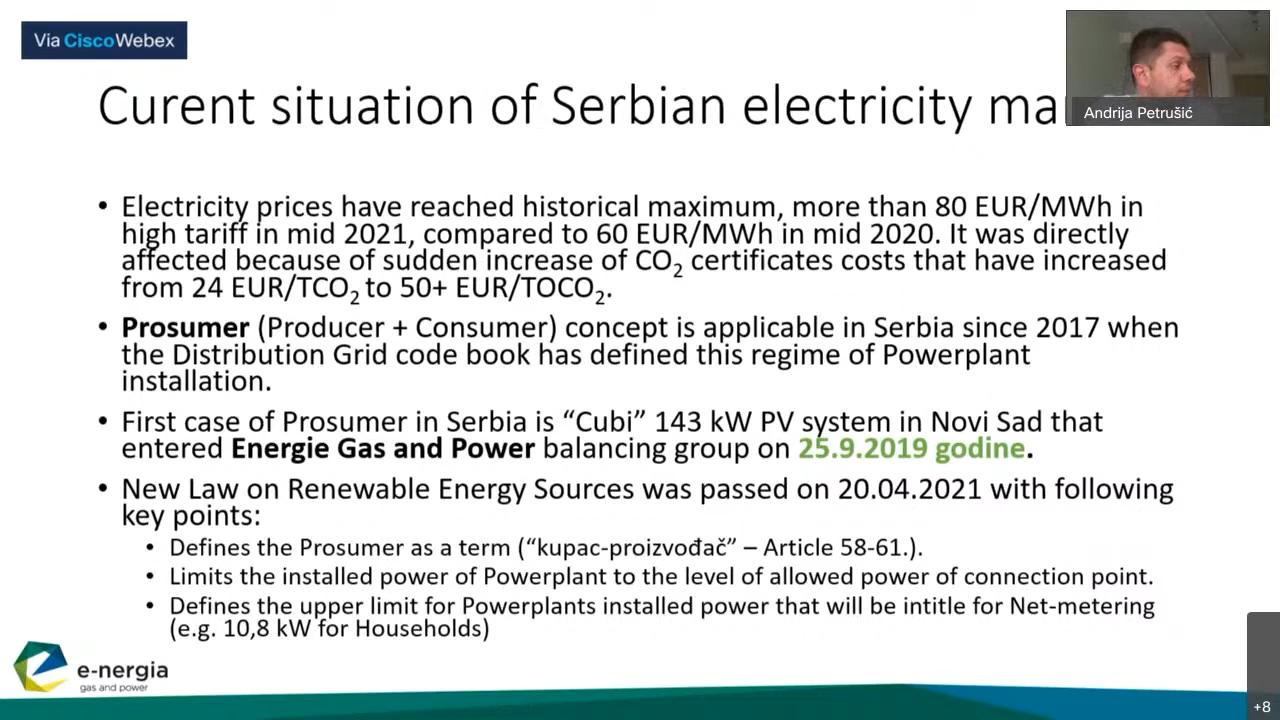 Via CiscoWebex
Curent situation of Serbian electricity ma
Andrija Petrušić
• Electricity prices have reached historical maximum, more than 80 EUR/MWh in
high tariff in mid 2021, compared to 60 EUR/MWh in mid 2020. It was directly
affected because of sudden increase of CO2 certificates costs that have increased
from 24 EUR/TCO2 to 50+ EUR/TOCO2.
• Prosumer (Producer + Consumer) concept is applicable in Serbia since 2017 when
the Distribution Grid code book has defined this regime of Powerplant
installation.
• First case of Prosumer in Serbia is “Cubi” 143 kW PV system in Novi Sad that
entered Energie Gas and Power balancing group on 25.9.2019 godine.
• New Law on Renewable Energy Sources was passed on 20.04.2021 with following
key points:
• Defines the Prosumer as a term (“kupac-proizvođač” – Article 58-61.).
• Limits the installed power of Powerplant to the level of allowed power of connection point.
• Defines the upper limit for Powerplants installed power that will be intitle for Net-metering
(e.g. 10,8 kW for Households)
e-nergia
gas and power
+8